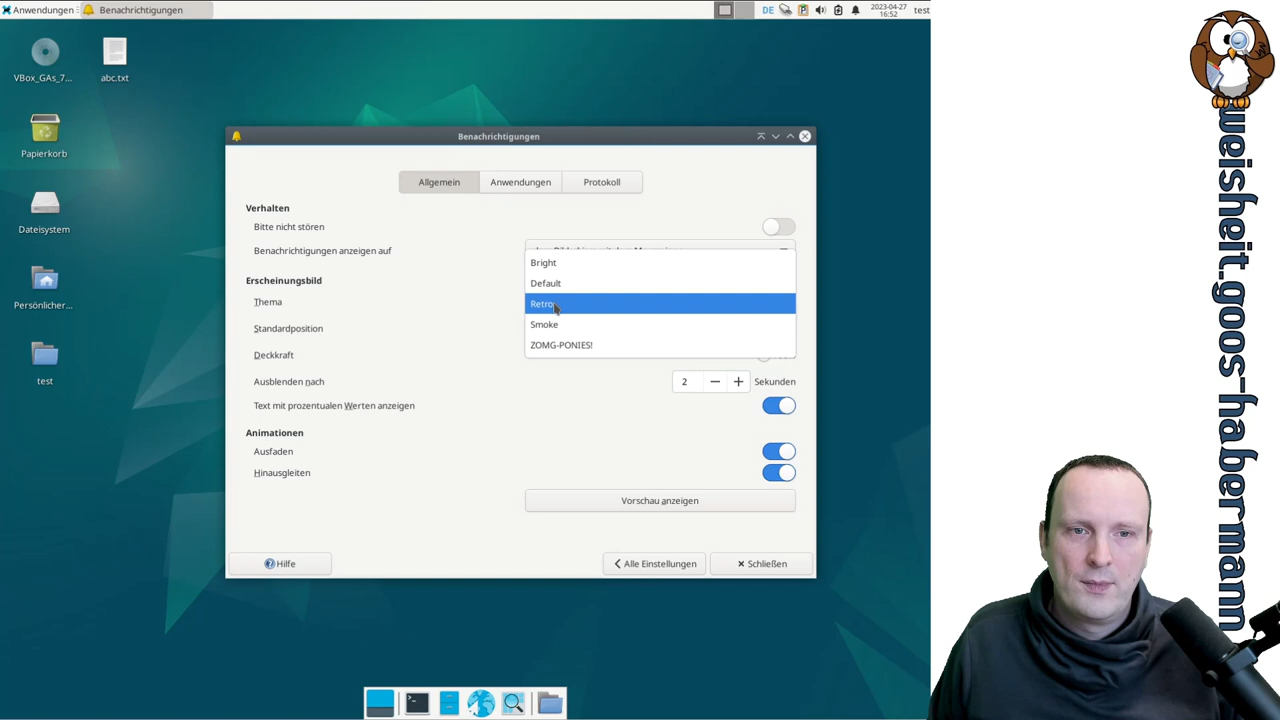 Anwendungen
Benachrichtigungen
DE
2023-04-27
16:52
test
VBox_GAs_7...
abc.txt
Papierkorb
Dateisystem
Persönlicher...
test
Benachrichtigungen
Allgemein
Anwendungen
Protokoll
Verhalten
Bitte nicht stören
Benachrichtigungen anzeigen auf
Erscheinungsbild
Thema
Standardposition
Deckkraft
Ausblenden nach
2
Sekunden
Text mit prozentualen Werten anzeigen
Animationen
Ausfaden
Hinausgleiten
Bright
Default
Retro
Smoke
ZOMG-PONIES!
Vorschau anzeigen
Hilfe
Alle Einstellungen
Schließen
weisheit.goos-habermann